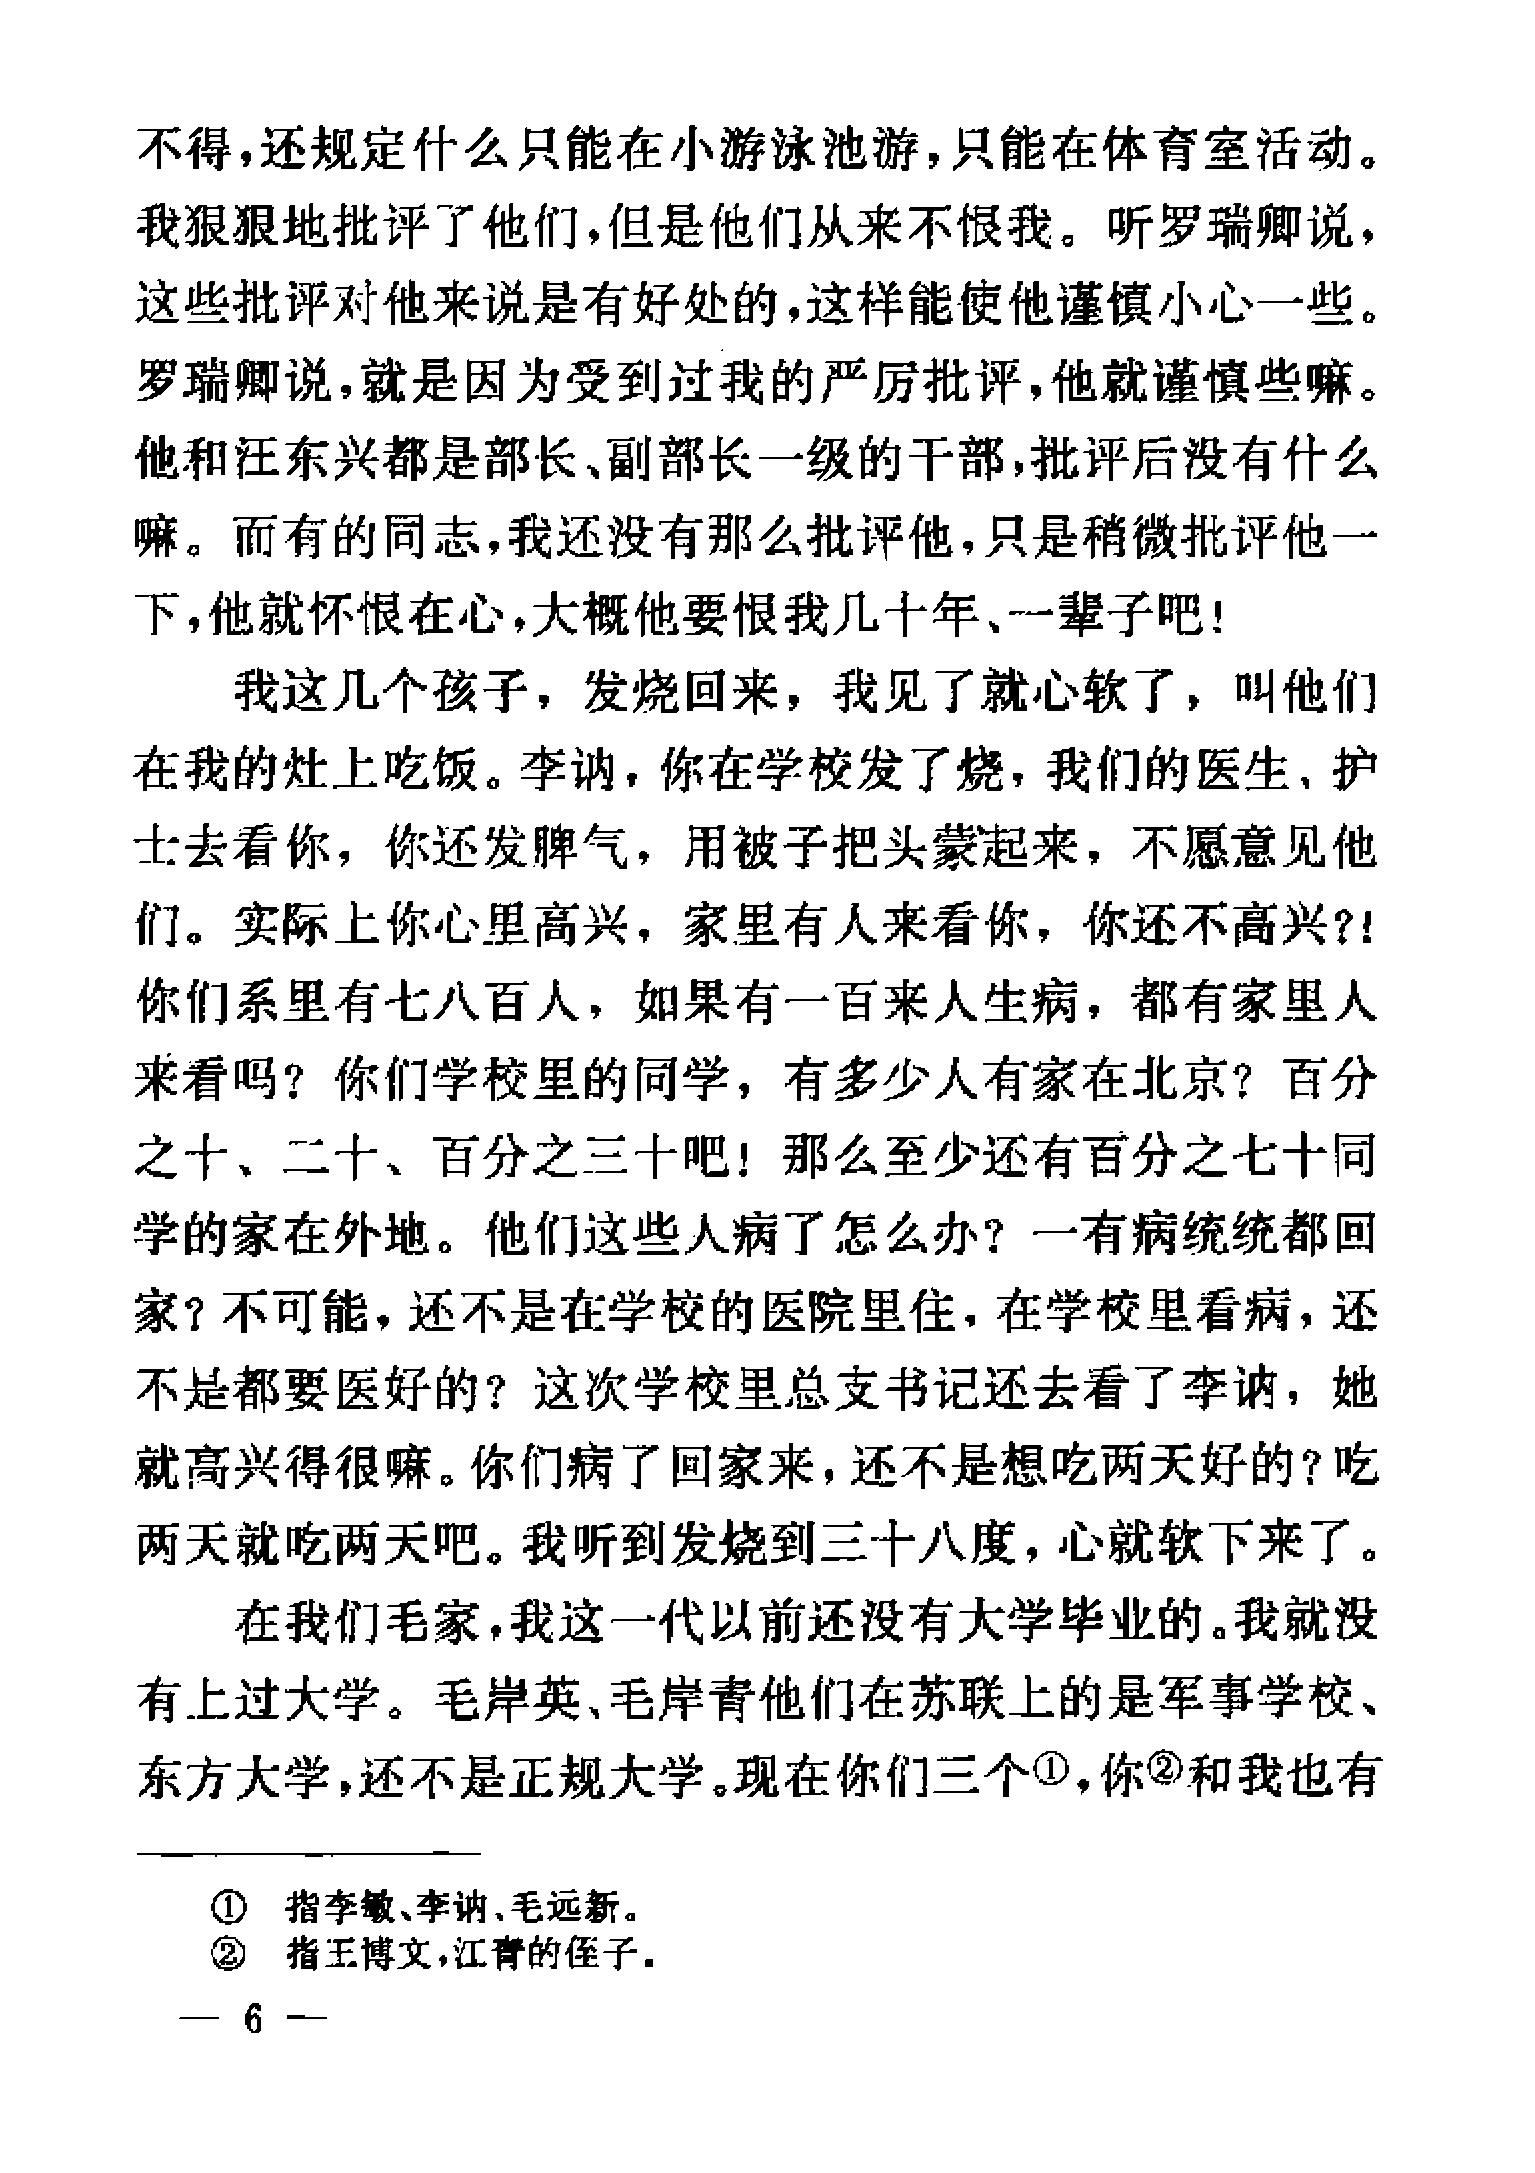 不得,还规定什么只能在小游泳池游,只能在体育室活动。
我狠狠地批评了他们,但是他们从来不恨我。听罗瑞卿说,
这些批评对他来说是有好处的,这样能使他谨慎小心一些。
罗瑞卿说,就是因为受到过我的严厉批评,他就谨慎些嘛。
他和汪东兴都是部长、副部长一级的干部,批评后没有什么
嘛。而有的同志,我还没有那么批评他,只是稍微批评他一
下,他就怀恨在心,大概他要恨我几十年、一辈子吧!
我这几个孩子,发烧回来,我见了就心软了,叫他们
在我的灶上吃饭。李讷,你在学校发了烧,我们的医生、护
士去看你,你还发脾气,用被子把头蒙起来,不愿意见他
们。实际上你心里高兴,家里有人来看你,你还不高兴?!
你们系里有七八百人,如果有一百来人生病,都有家里人
来看吗?你们学校里的同学,有多少人有家在北京?百分
之十、二十、百分之三十吧!那么至少还有百分之七十同
学的家在外地。他们这些人病了怎么办?一有病统统都回
家?不可能,还不是在学校的医院里住,在学校里看病,还
不是都要医好的?这次学校里总支书记还去看了李讷,她
就高兴得很嘛。你们病了回家来,还不是想吃两天好的?吃
两天就吃两天吧。我听到发烧到三十八度,心就软下来了。
在我们毛家,我这一代以前还没有大学毕业的。我就没
有上过大学。毛岸英、毛岸青他们在苏联上的是军事学校、
东方大学,还不是正规大学。现在你们三个①,你②和我也有
① 指李敏、李讷、毛远新。
② 指王博文,江青的侄子.
— 6 —